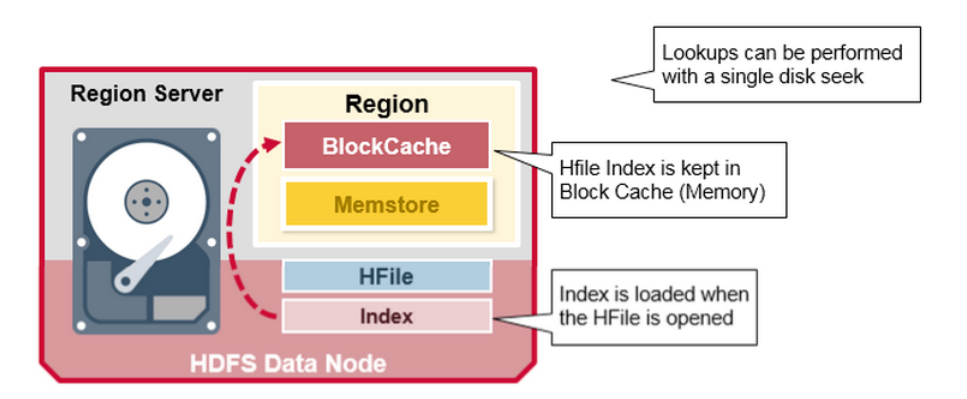 Lookups can be performed
with a single disk seek
Region Server
Region
BlockCache
Hfile Index is kept in
Block Cache (Memory)
Memstore
HFile
Index is loaded when
the HFile is opened
Index
HDFS Data Node